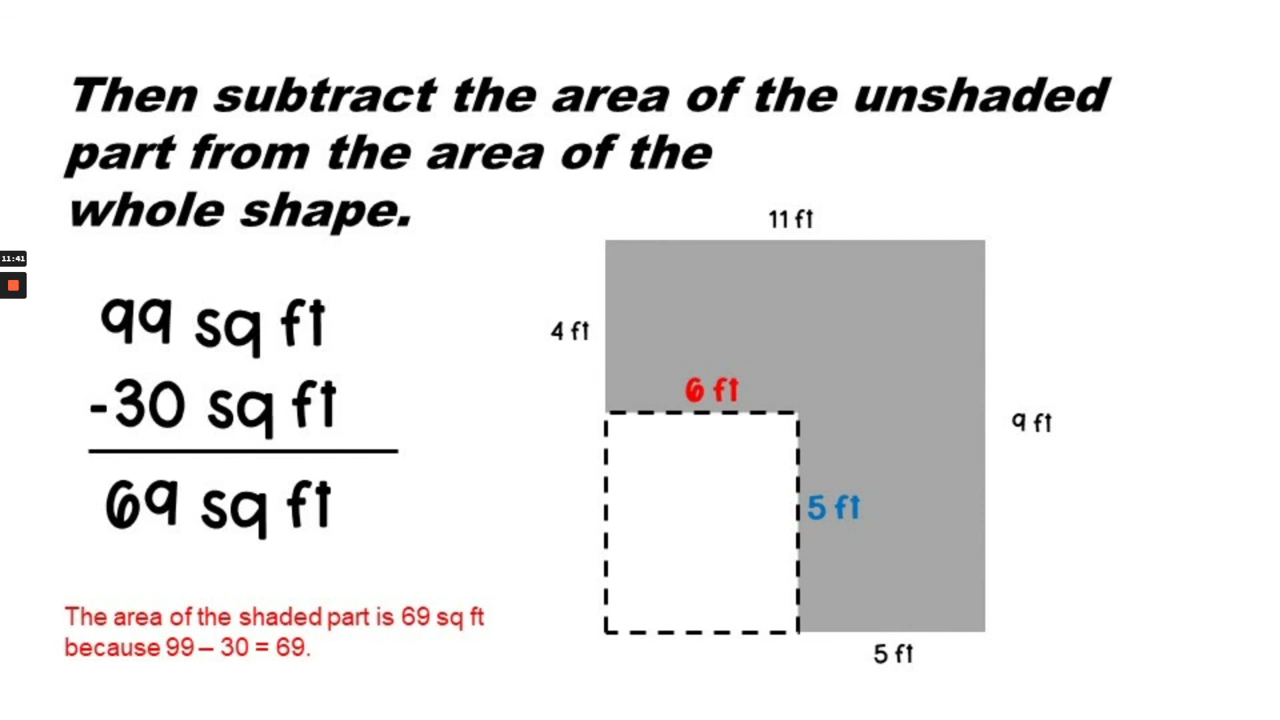 Then subtract the area of the unshaded
part from the area of the
whole shape.
11 ft
11:41
99 sq ft
4 ft
-30 sq ft
6 ft
9 ft
69 sq ft
5 ft
The area of the shaded part is 69 sq ft
because 99 – 30 = 69.
5 ft